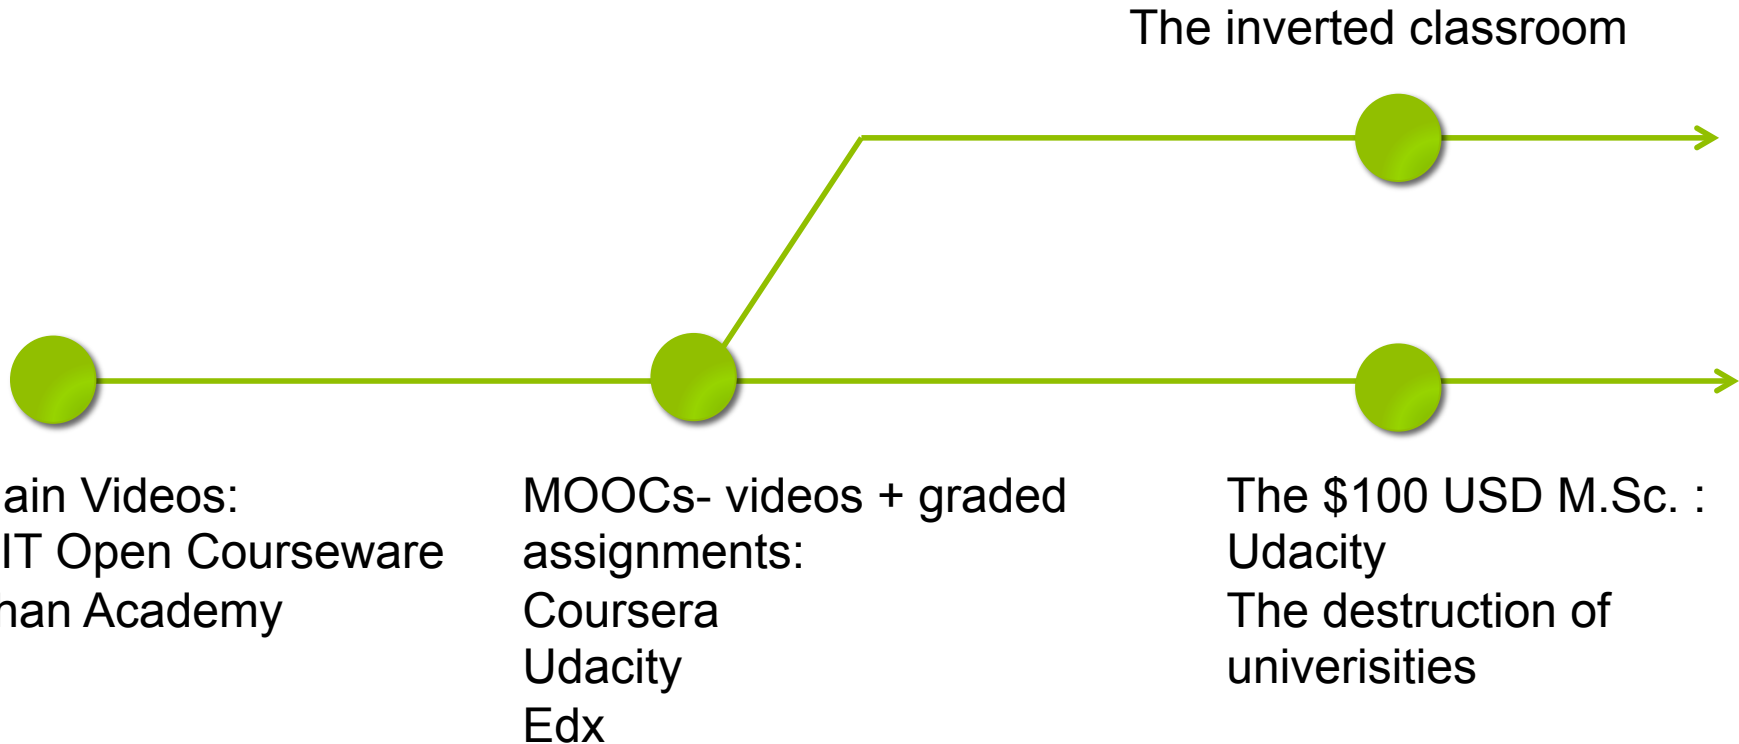 The inverted classroom
ain Videos:
IT Open Courseware
han Academy
MOOCs- videos + graded
assignments:
Coursera
Udacity
Edx
The $100 USD M.Sc. :
Udacity
The destruction of
univerisities